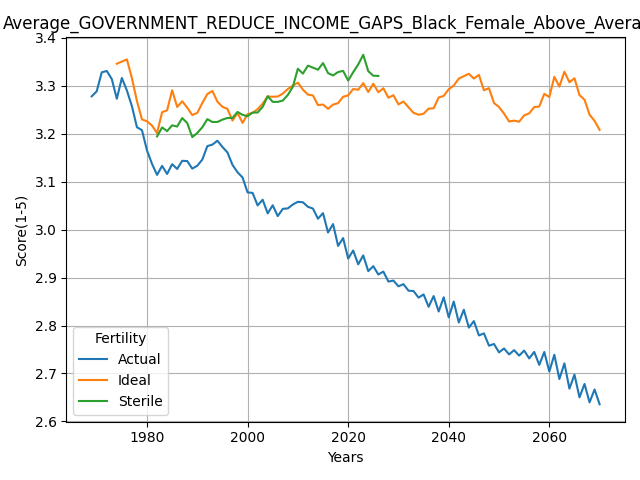 Average_GOVERNMENT_REDUCE_INCOME_GAPS_Black_Female_Above_Avera
3.4
3.3
3.2
3.1
3.0
2.9
2.8
2.7
2.6
Score(1-5)
Fertility
Actual
Ideal
Sterile
1980
2000
2020
2040
2060
Years